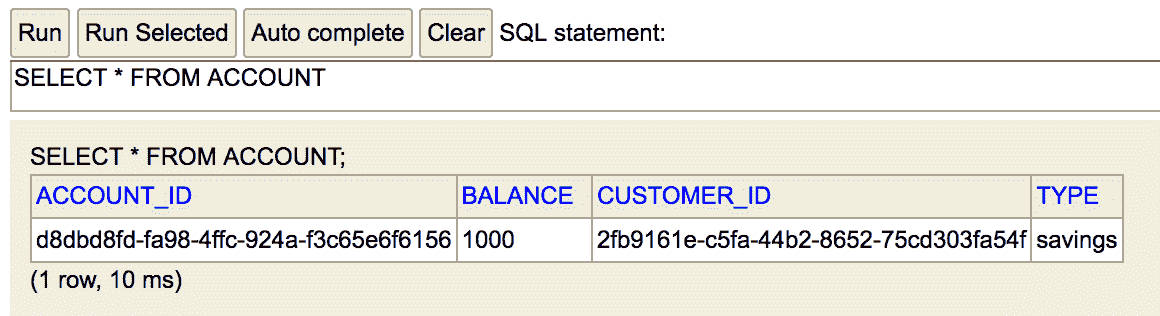 Run Run Selected Auto complete Clear SQL statement:
SELECT * FROM ACCOUNT
SELECT * FROM ACCOUNT;
ACCOUNT_ID BALANCE CUSTOMER_ID TYPE
d8dbd8fd-fa98-4ffc-924a-f3c65e6f6156 1000 2fb9161e-c5fa-44b2-8652-75cd303fa54f savings
(1 row, 10 ms)